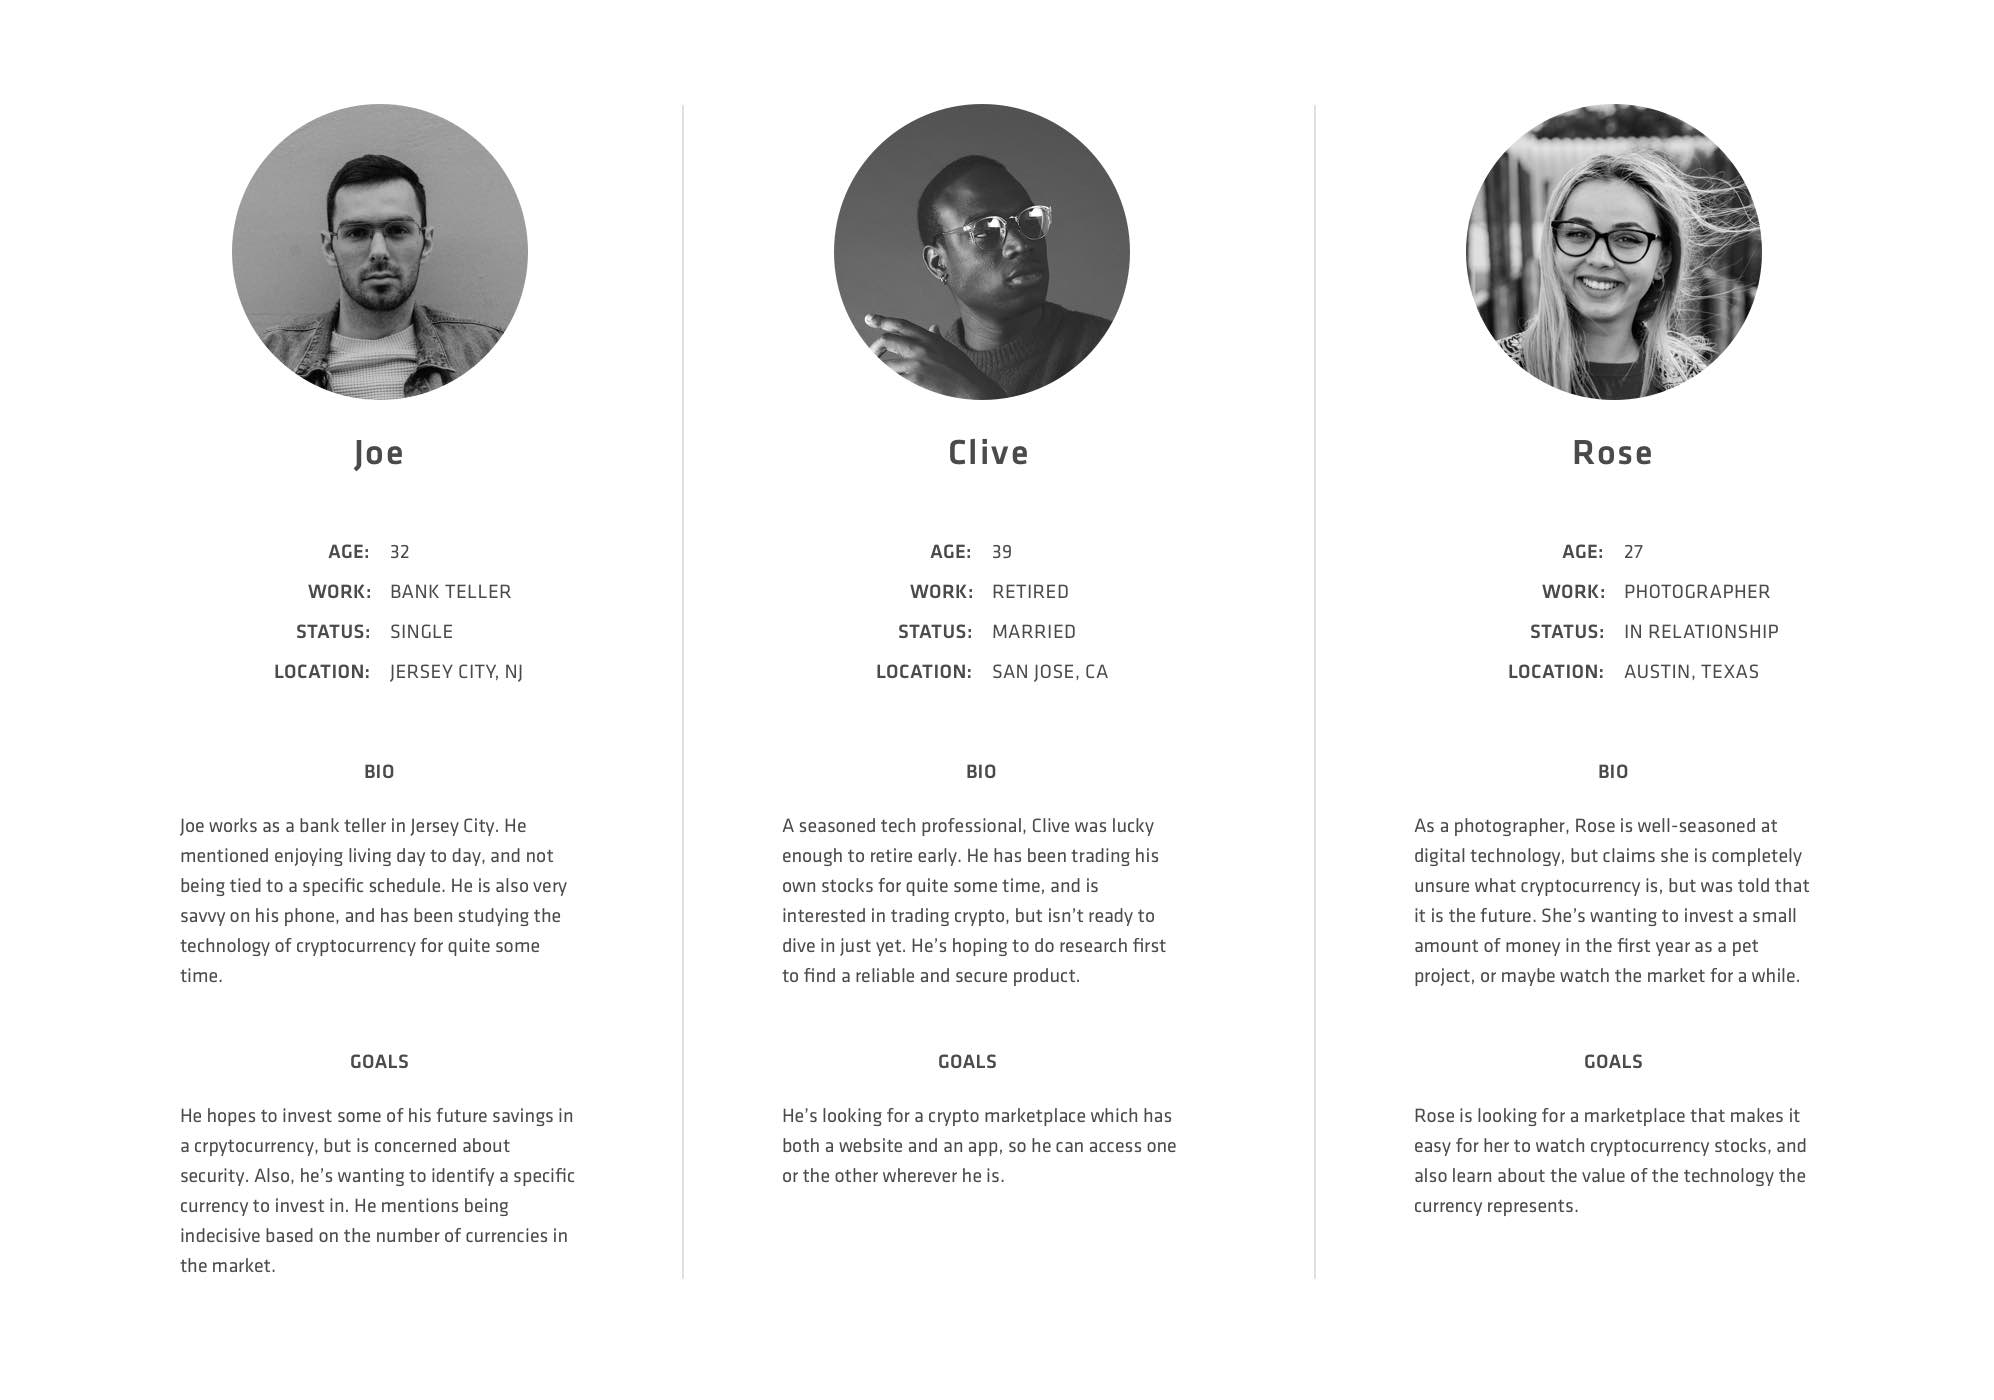 Joe
AGE: 32
WORK: BANK TELLER
STATUS: SINGLE
LOCATION: JERSEY CITY, NJ
BIO
Joe works as a bank teller in Jersey City. He
mentioned enjoying living day to day, and not
being tied to a specific schedule. He is also very
savvy on his phone, and has been studying the
technology of cryptocurrency for quite some
time.
GOALS
He hopes to invest some of his future savings in
a crpytocurrency, but is concerned about
security. Also, he’s wanting to identify a specific
currency to invest in. He mentions being
indecisive based on the number of currencies in
the market.
Clive
AGE: 39
WORK: RETIRED
STATUS: MARRIED
LOCATION: SAN JOSE, CA
BIO
A seasoned tech professional, Clive was lucky
enough to retire early. He has been trading his
own stocks for quite some time, and is
interested in trading crypto, but isn’t ready to
dive in just yet. He’s hoping to do research first
to find a reliable and secure product.
GOALS
He’s looking for a crypto marketplace which has
both a website and an app, so he can access one
or the other wherever he is.
Rose
AGE: 27
WORK: PHOTOGRAPHER
STATUS: IN RELATIONSHIP
LOCATION: AUSTIN, TEXAS
BIO
As a photographer, Rose is well-seasoned at
digital technology, but claims she is completely
unsure what cryptocurrency is, but was told that
it is the future. She’s wanting to invest a small
amount of money in the first year as a pet
project, or maybe watch the market for a while.
GOALS
Rose is looking for a marketplace that makes it
easy for her to watch cryptocurrency stocks, and
also learn about the value of the technology the
currency represents.